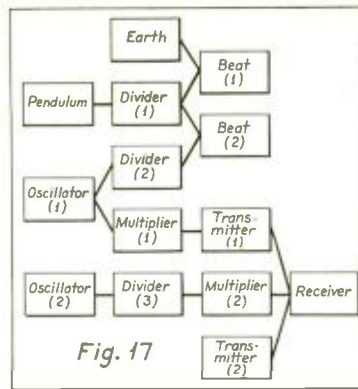 Earth
Beat
(1)
Pendulum
Divider
(1)
Beat
(2)
Divider
(2)
Oscillator
(1)
Multiplier
(1)
Trans-
mitter
(1)
Oscillator
(2)
Divider
(3)
Multiplier
(2)
Receiver
Trans-
mitter
(2)
Fig. 17